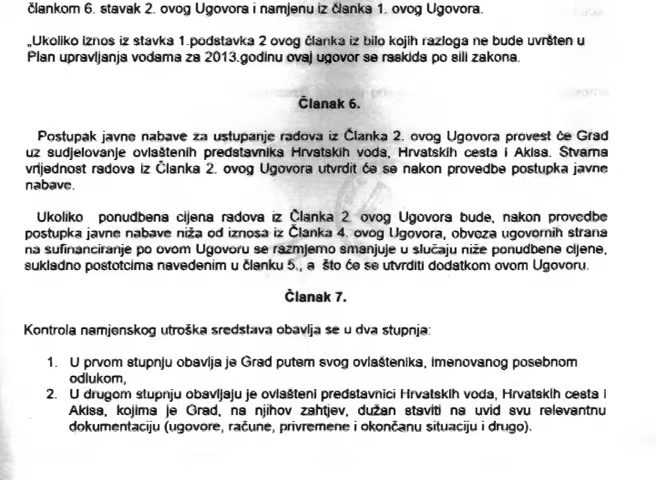 člankom 6. stavak 2. ovog Ugovora i namjenu iz članka 1. ovog Ugovora.
„Ukoliko iznos iz stavka 1.podstavka 2 ovog članka iz bilo kojih razloga ne bude uvršten u
Plan upravljanja vodama za 2013.godinu ovaj ugovor se raskida po sili zakona.
Članak 6.
Postupak javne nabave za ustupanje radova iz Članka 2. ovog Ugovora provest će Grad
uz sudjelovanje ovlaštenih predstavnika Hrvatskih voda, Hrvatskih cesta i Akisa. Stvarna
vrijednost radova iz Članka 2. ovog Ugovora utvrdit će se nakon provedbe postupka javne
nabave.
Ukoliko ponudbena cijena radova iz Članka 2. ovog Ugovora bude, nakon provedbe
postupka javne nabave niža od iznosa iz Članka 4. ovog Ugovora, obveza ugovornih strana
na sufinanciranje po ovom Ugovoru se razmjerno smanjuje u slučaju niže ponudbene cijene,
sukladno postotcima navedenim u članku 5., a što će se utvrditi dodatkom ovom Ugovoru.
Članak 7.
Kontrola namjenskog utroška sredstava obavlja se u dva stupnja:
1. U prvom stupnju obavlja je Grad putem svog ovlaštenika, imenovanog posebnom
odlukom,
2. U drugom stupnju obavljaju je ovlašteni predstavnici Hrvatskih voda, Hrvatskih cesta i
Akisa, kojima je Grad, na njihov zahtjev, dužan staviti na uvid svu relevantnu
dokumentaciju (ugovore, račune, privremene i okončanu situaciju i drugo).